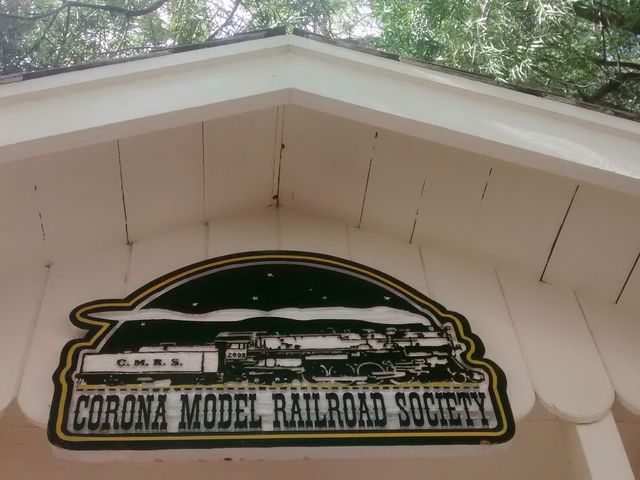 C. M. R. S.
CORONA MODEL RAILROAD SOCIETY